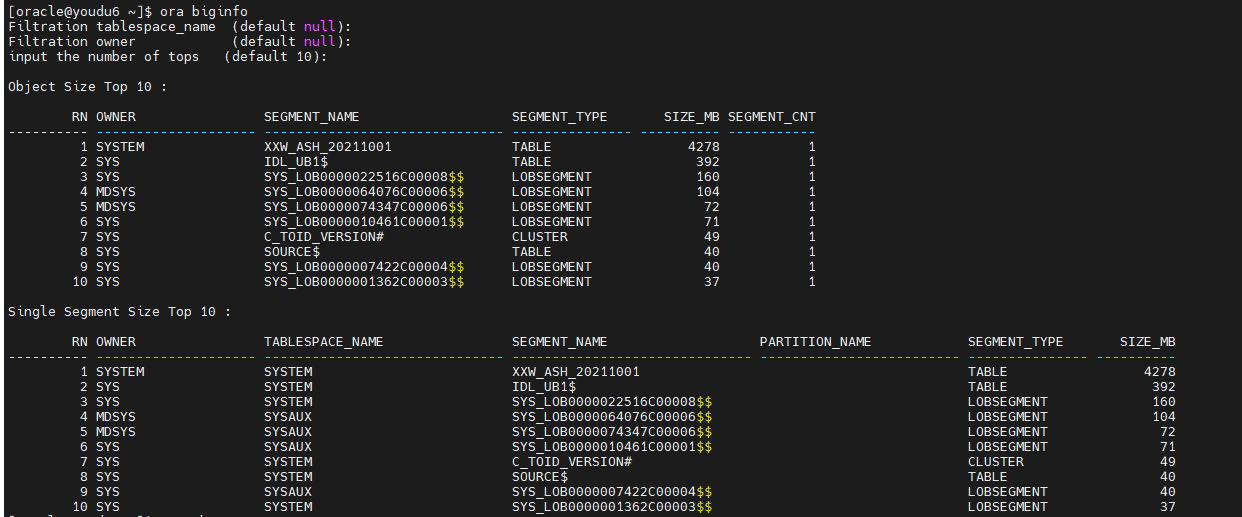 [oracle@youdu6 ~]$ ora biginfo
Filtration tablespace_name  (default null):
Filtration owner            (default null):
input the number of tops   (default 10):
Object Size Top 10 :
RN OWNER                SEGMENT_NAME                   SEGMENT_TYPE       SIZE_MB SEGMENT_CNT
---------- -------------------- ------------------------------ --------------- ---------- -----------
1 SYSTEM               XXW_ASH_20211001               TABLE                 4278           1
2 SYS                  IDL_UB1$                       TABLE                  392           1
3 SYS                  SYS_LOB0000022516C00008$$      LOBSEGMENT             160           1
4 MDSYS                SYS_LOB0000064076C00006$$      LOBSEGMENT             104           1
5 MDSYS                SYS_LOB0000074347C00006$$      LOBSEGMENT              72           1
6 SYS                  SYS_LOB0000010461C00001$$      LOBSEGMENT              71           1
7 SYS                  C_TOID_VERSION#                CLUSTER                 49           1
8 SYS                  SOURCE$                        TABLE                   40           1
9 SYS                  SYS_LOB0000007422C00004$$      LOBSEGMENT              40           1
10 SYS                  SYS_LOB0000001362C00003$$      LOBSEGMENT              37           1
Single Segment Size Top 10 :
RN OWNER                TABLESPACE_NAME                SEGMENT_NAME                   PARTITION_NAME            SEGMENT_TYPE       SIZE_MB
---------- -------------------- ------------------------------ ------------------------------ ------------------------- --------------- ----------
1 SYSTEM               SYSTEM                         XXW_ASH_20211001                                         TABLE                 4278
2 SYS                  SYSTEM                         IDL_UB1$                                                 TABLE                  392
3 SYS                  SYSTEM                         SYS_LOB0000022516C00008$$                                LOBSEGMENT             160
4 MDSYS                SYSAUX                         SYS_LOB0000064076C00006$$                                LOBSEGMENT             104
5 MDSYS                SYSAUX                         SYS_LOB0000074347C00006$$                                LOBSEGMENT              72
6 SYS                  SYSAUX                         SYS_LOB0000010461C00001$$                                LOBSEGMENT              71
7 SYS                  SYSTEM                         C_TOID_VERSION#                                          CLUSTER                 49
8 SYS                  SYSTEM                         SOURCE$                                                  TABLE                   40
9 SYS                  SYSAUX                         SYS_LOB0000007422C00004$$                                LOBSEGMENT              40
10 SYS                  SYSTEM                         SYS_LOB0000001362C00003$$                                LOBSEGMENT              37